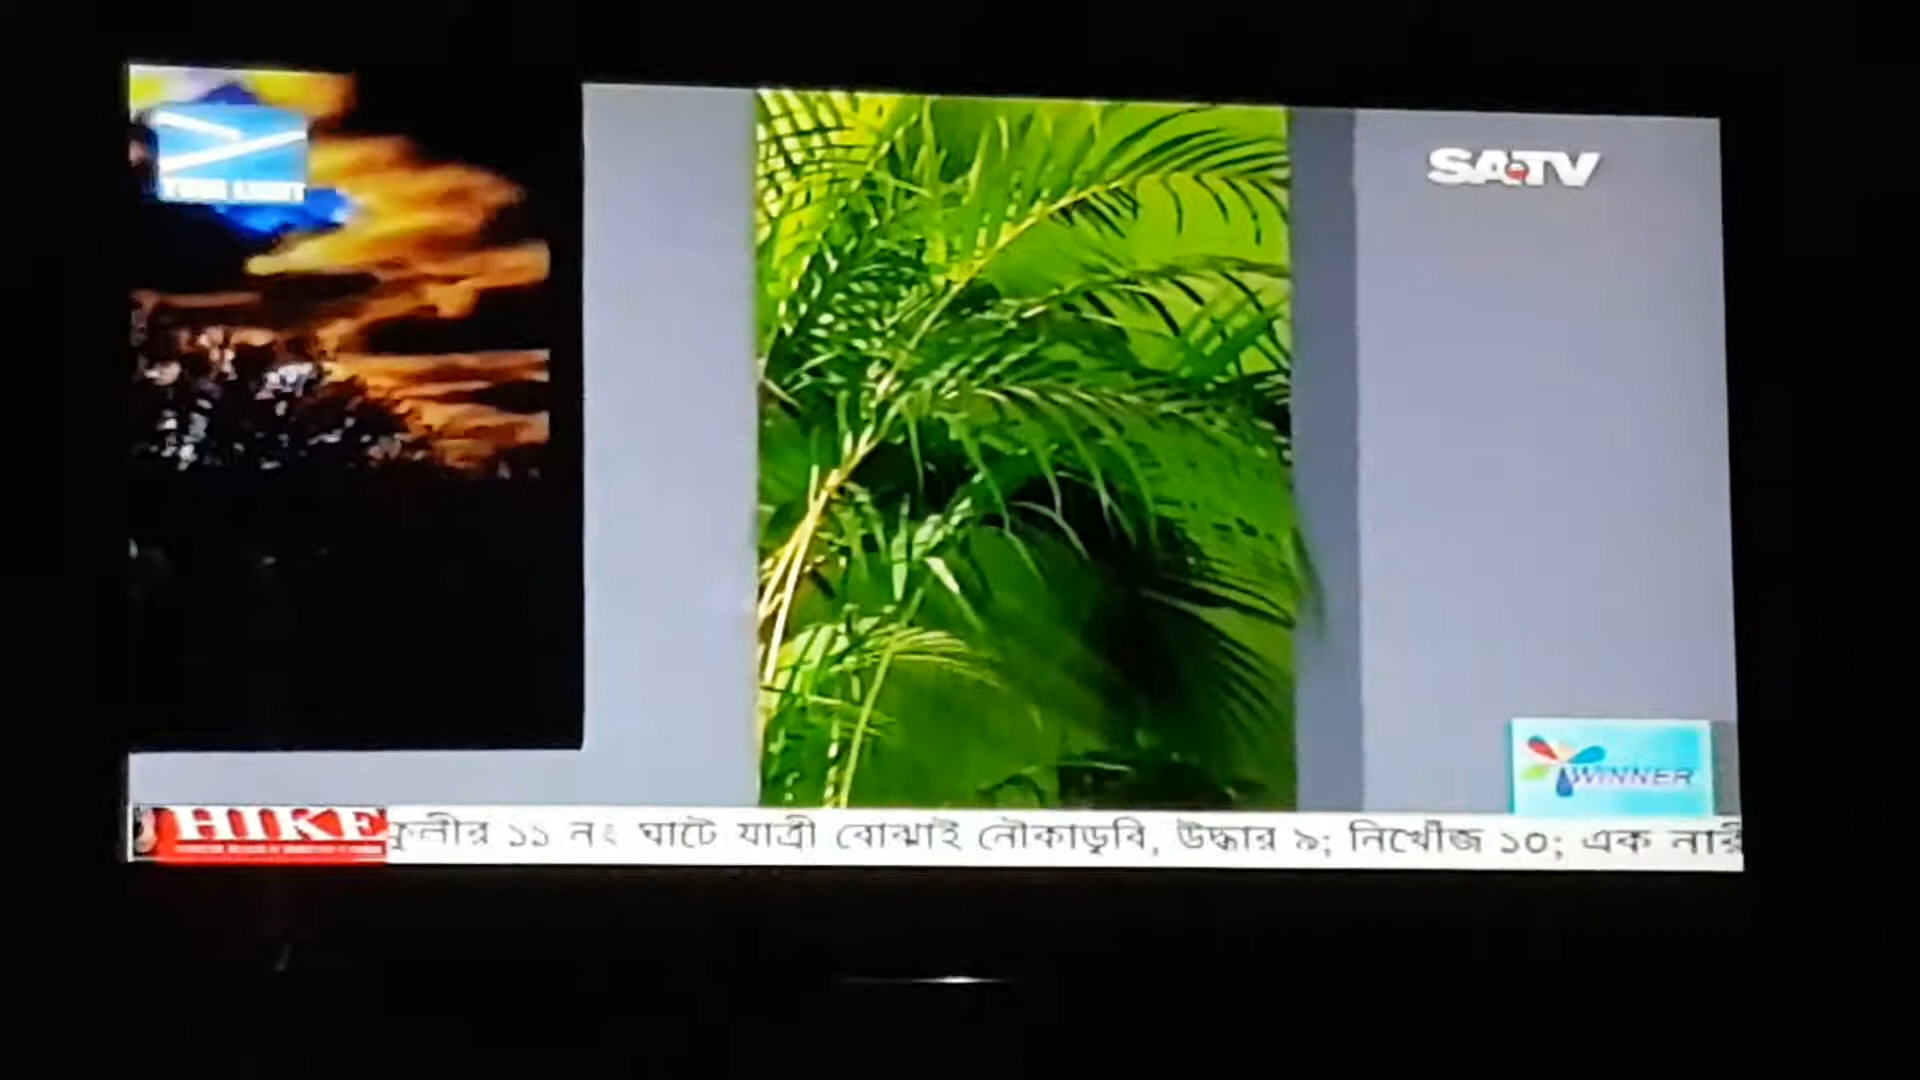 SATV
WINNER
HIKE
ফুলীর ১১ নং ঘাটে যাত্রী বোঝাই নৌকাডুবি, উদ্ধার ৯; নিখোঁজ ১০; এক নারী